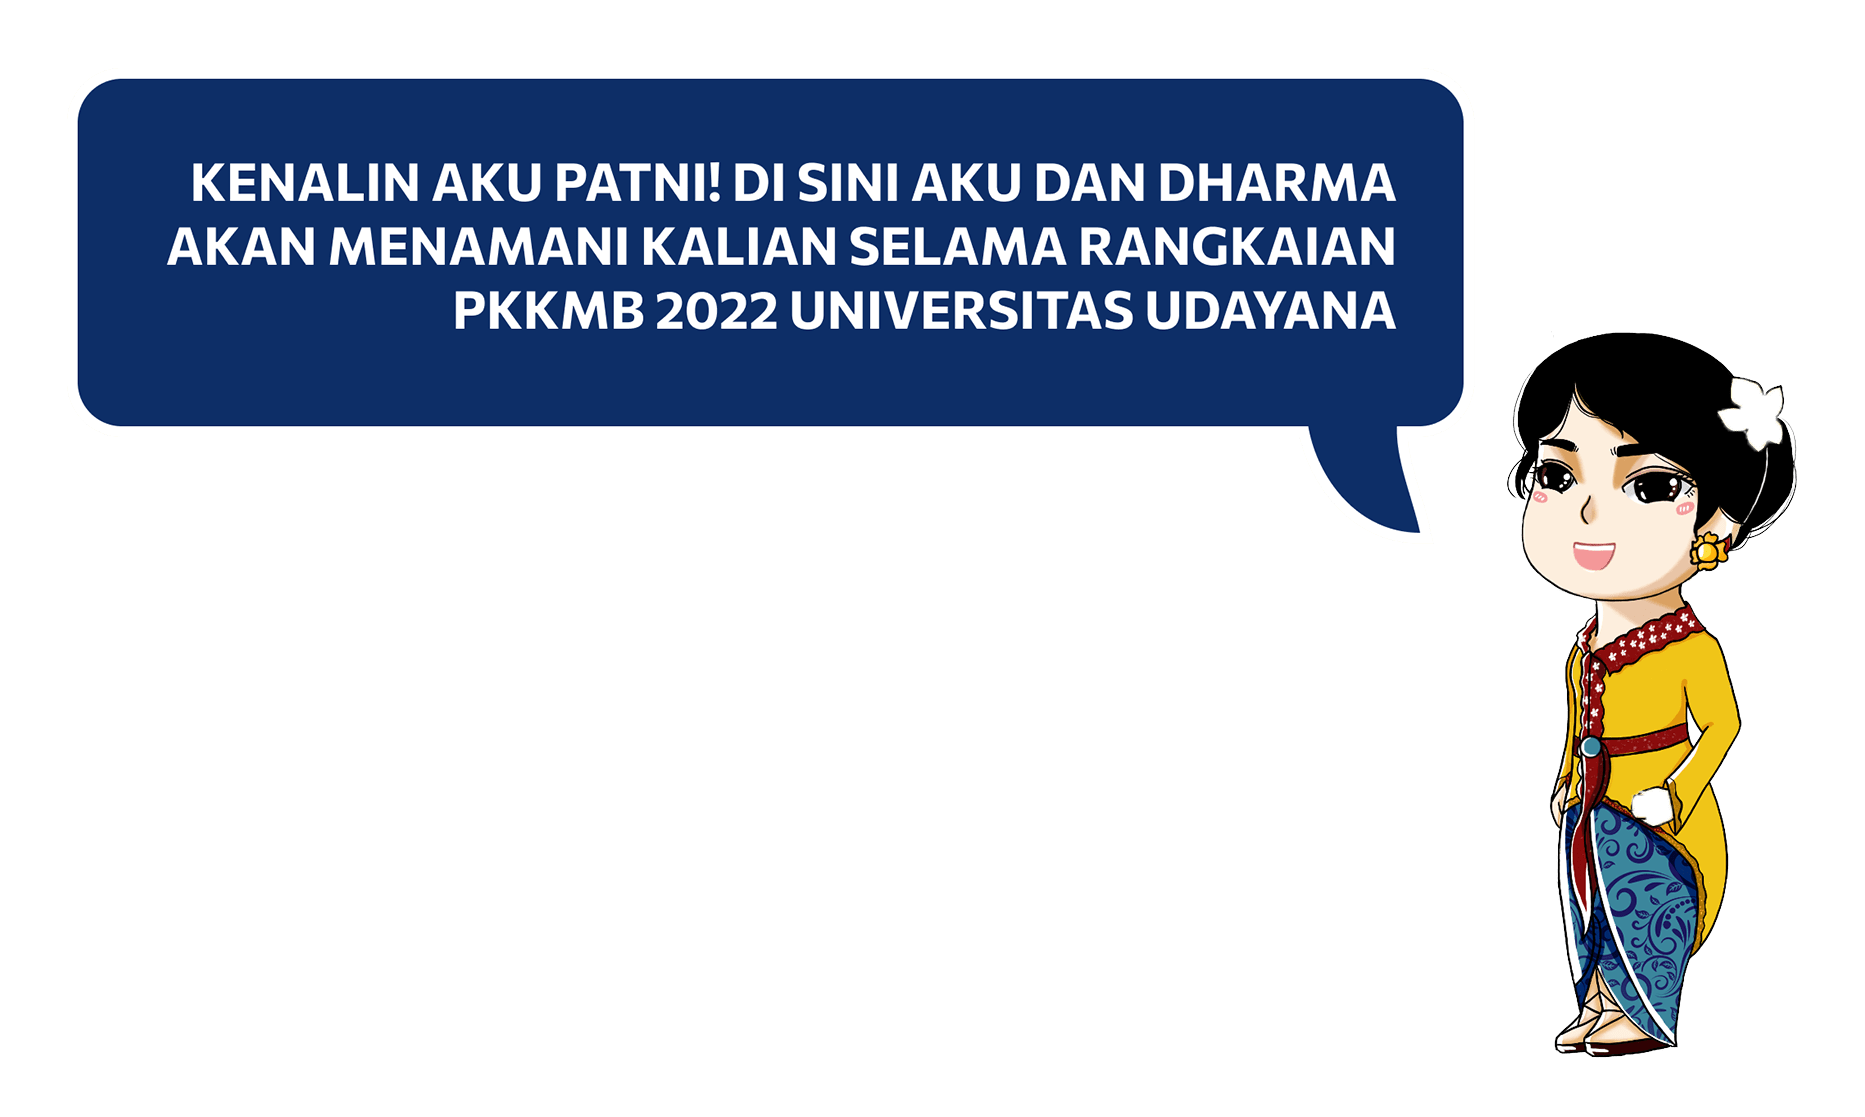 KENALIN AKU PATNI! DI SINI AKU DAN DHARMA
AKAN MENAMANI KALIAN SELAMA RANGKAIAN
PKKMB 2022 UNIVERSITAS UDAYANA